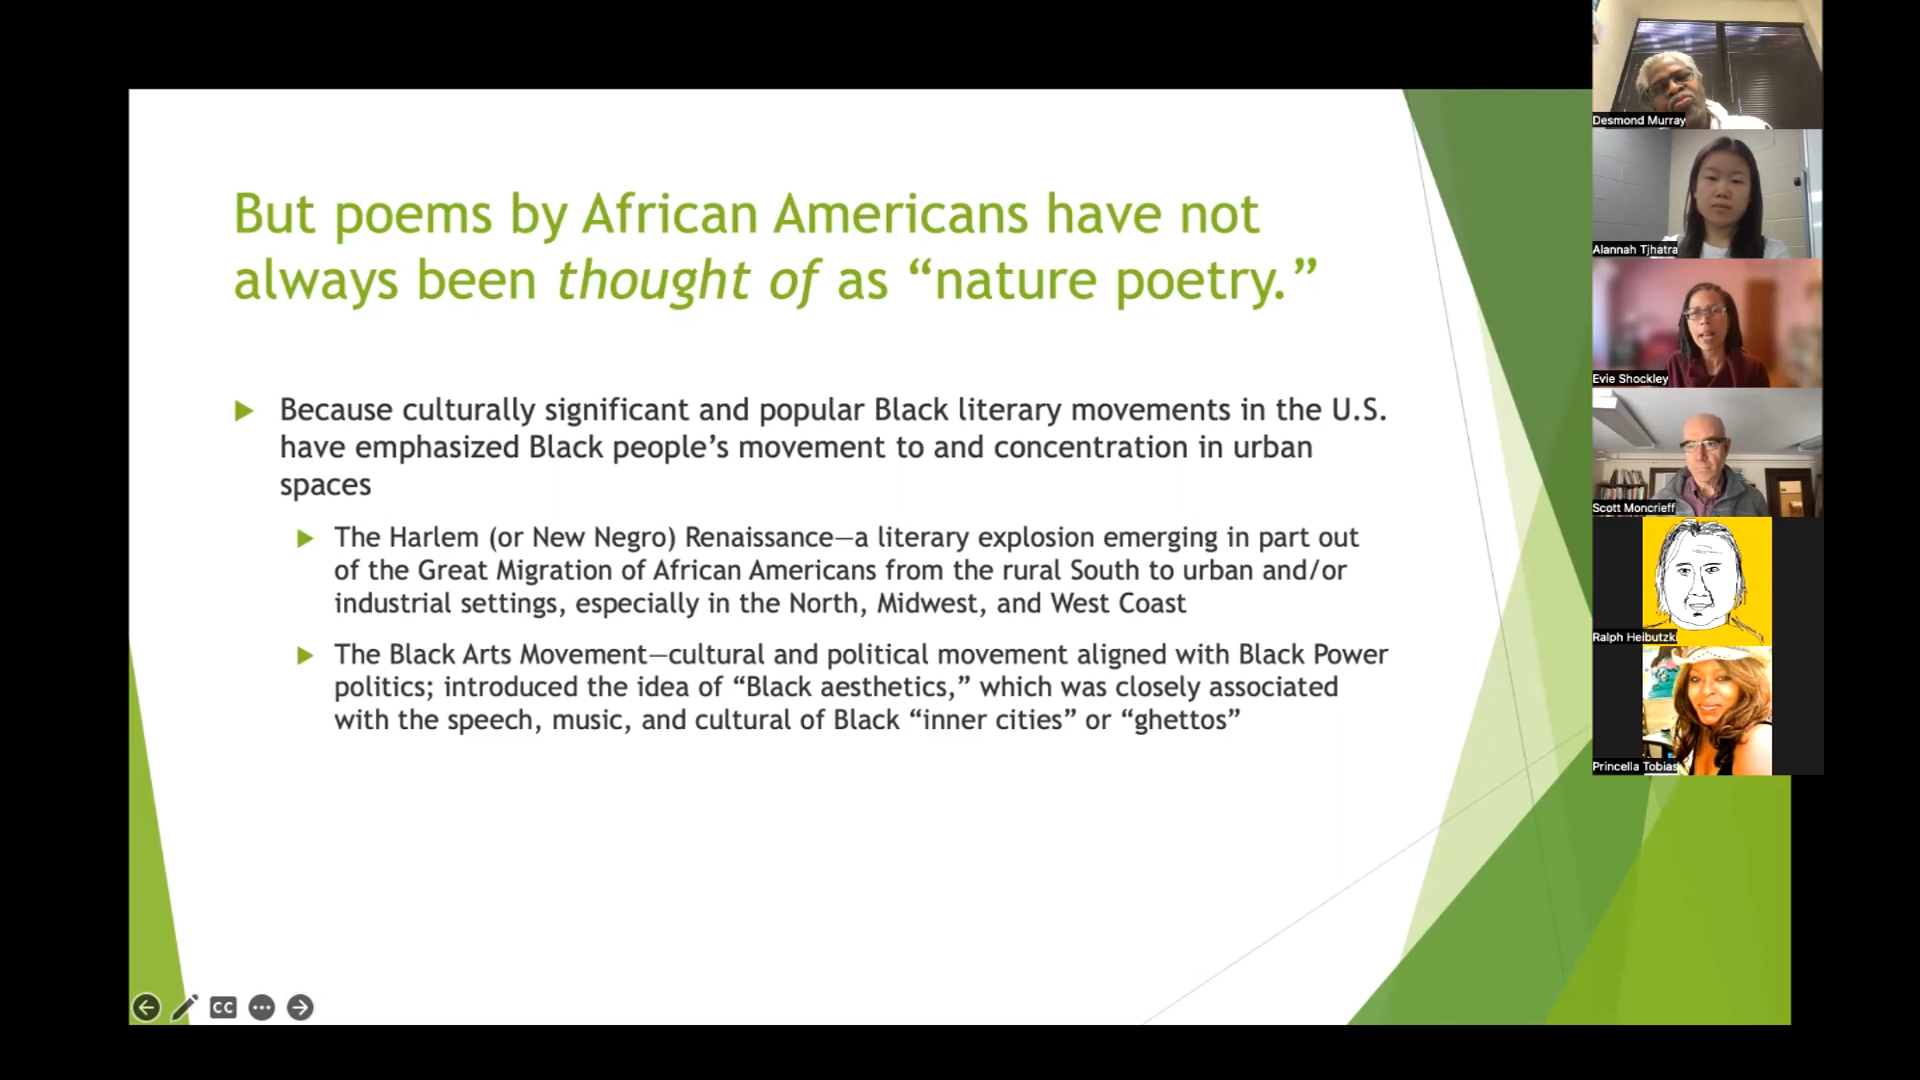 But poems by African Americans have not
always been thought of as “nature poetry.”
Because culturally significant and popular Black literary movements in the U.S.
have emphasized Black people’s movement to and concentration in urban
spaces
The Harlem (or New Negro) Renaissance—a literary explosion emerging in part out
of the Great Migration of African Americans from the rural South to urban and/or
industrial settings, especially in the North, Midwest, and West Coast
The Black Arts Movement—cultural and political movement aligned with Black Power
politics; introduced the idea of “Black aesthetics,” which was closely associated
with the speech, music, and cultural of Black “inner cities” or “ghettos”
CC
Desmond Murray
Alannah Tjhatra
Evie Shockley
Scott Moncrieff
Ralph Heibutzki
Princella Tobias